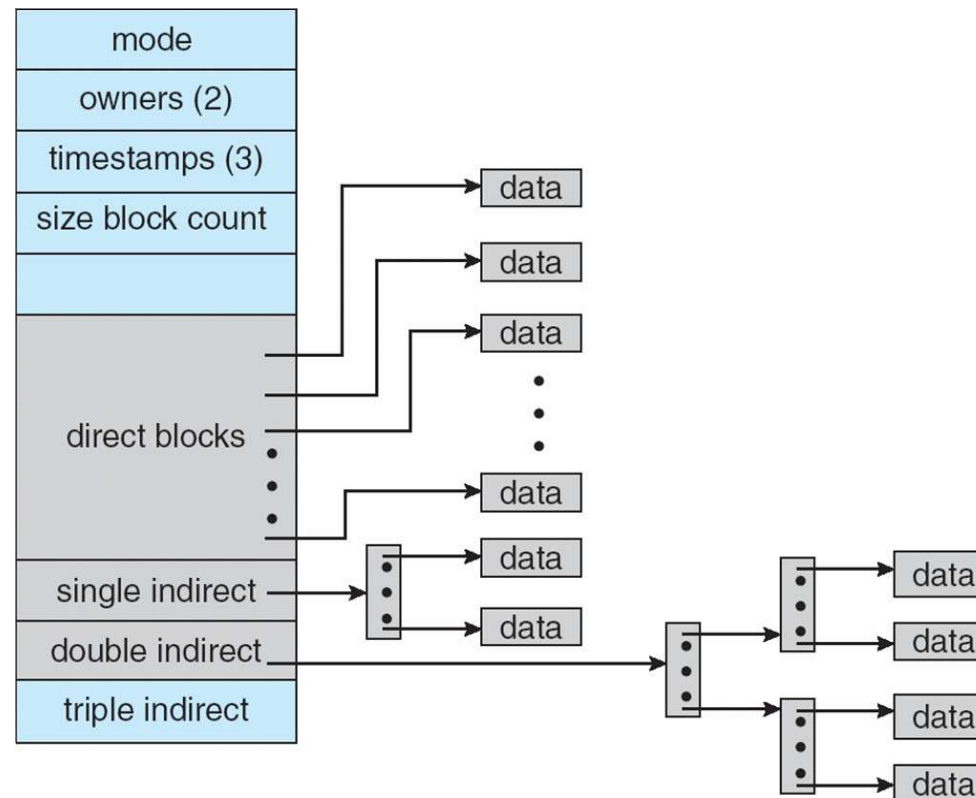 mode
owners (2)
timestamps (3)
size block count
direct blocks
single indirect
double indirect
triple indirect
data
data
data
data
data
data
data
data
data
data